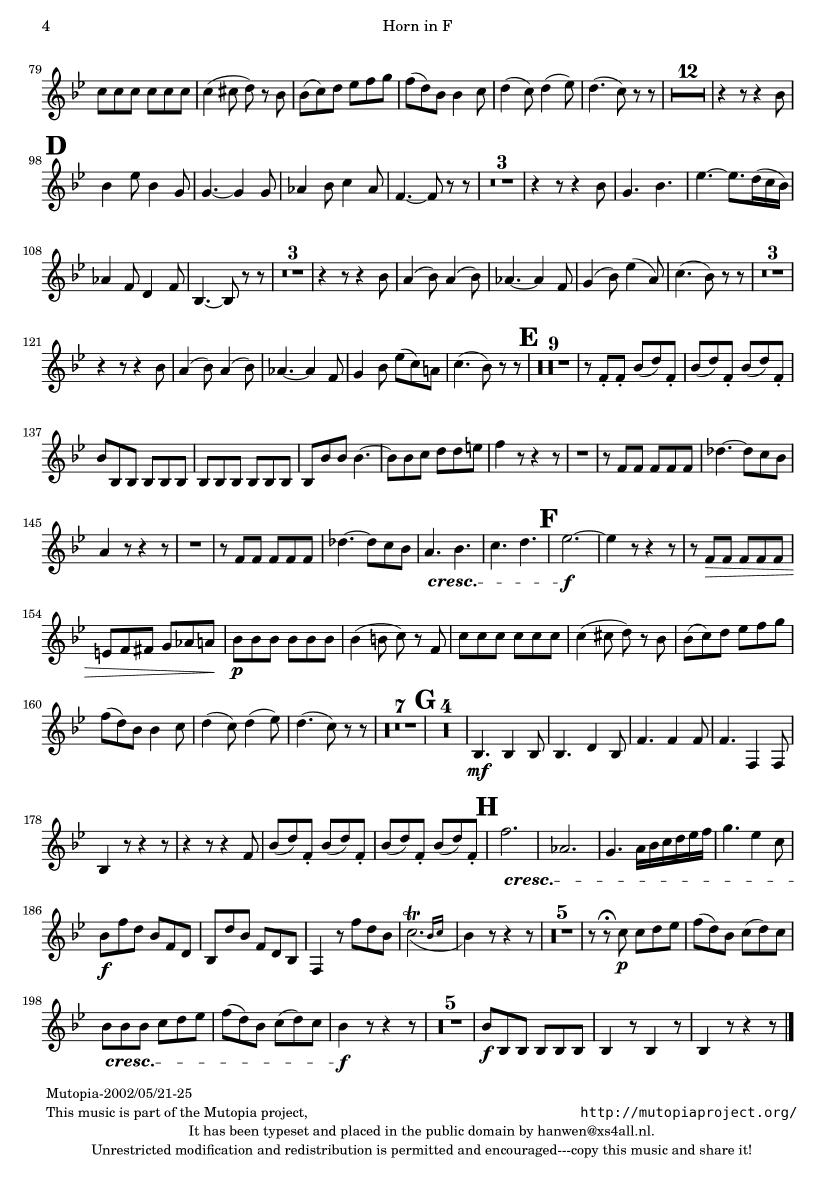 4 Horn in F
79 12
D
98 3
108 3 3
121 E 9
137
145 cresc. F f
154 p
160 7 G 4 mf
178 H cresc.
186 f tr 5 p
198 cresc. f 5 f
Mutopia-2002/05/21-25
This music is part of the Mutopia project, http://mutopiaproject.org/
It has been typeset and placed in the public domain by hanwen@xs4all.nl.
Unrestricted modification and redistribution is permitted and encouraged---copy this music and share it!